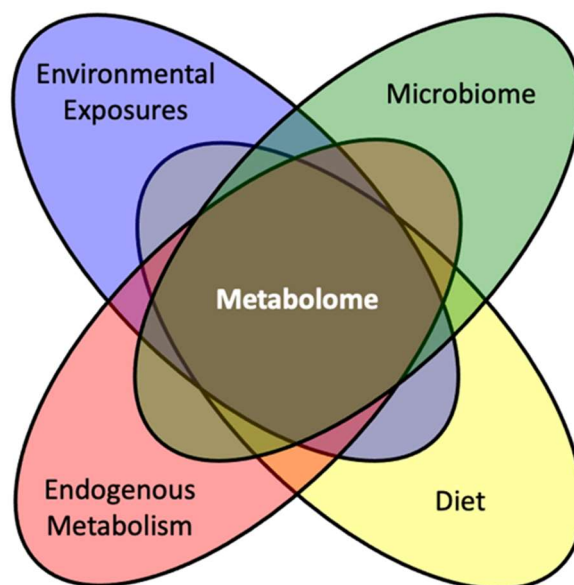 Environmental
Exposures
Microbiome
Metabolome
Endogenous
Metabolism
Diet